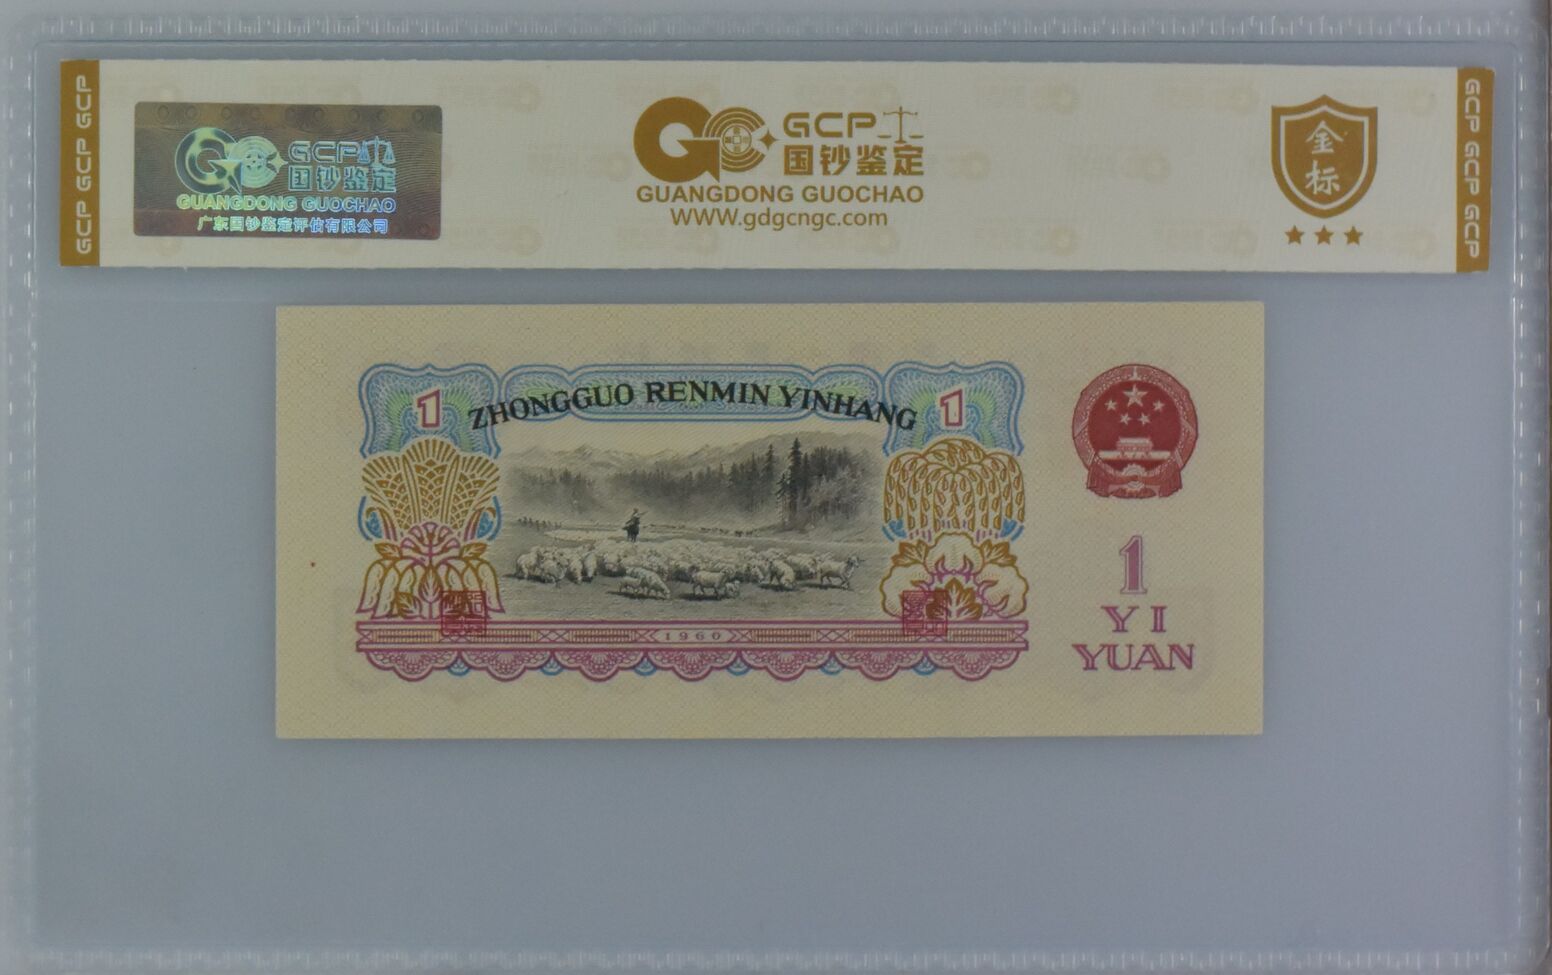 GCP GCP GCP
GCP
国钞鉴定
GUANGDONG GUOCHAO
广东国钞鉴定评估有限公司
GCP
国钞鉴定
GUANGDONG GUOCHAO
WWW.gdgcngc.com
金标
GCP GCP GCP
1
ZHONGGUO RENMIN YINHANG
1
1960
1
YI
YUAN